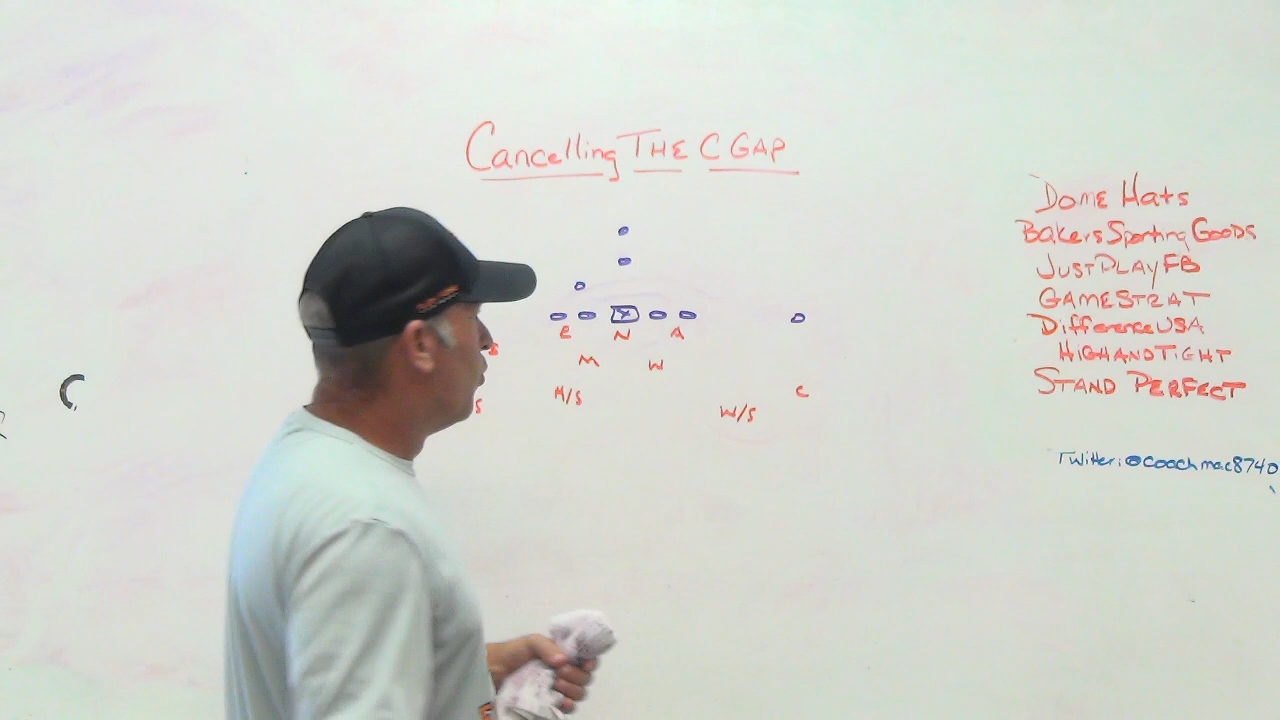 Cancelling THE C GAP
Dome Hats
Bakers Sporting Goods
JUSTPLAYFB
GAMESTRAT
DifferenceUSA
HIGHANDTIGHT
STAND PERFECT
Twitter: @coachmac8740
E N A
S
M W
M/S
C
S
W/S
C